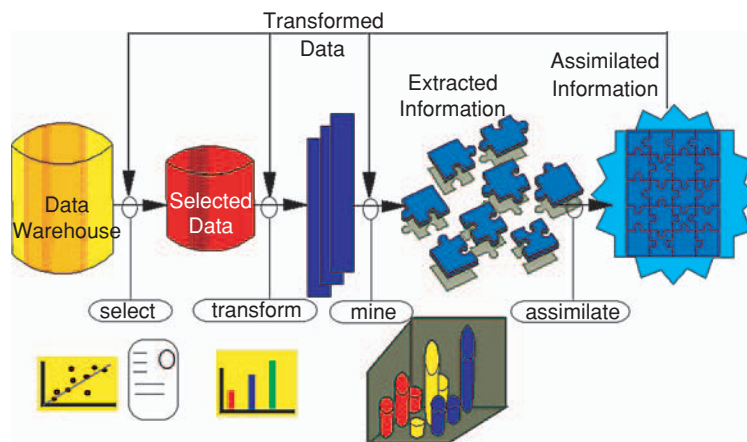 Transformed
Data
Extracted
Information
Assimilated
Information
Data
Warehouse
Selected
Data
select
transform
mine
assimilate